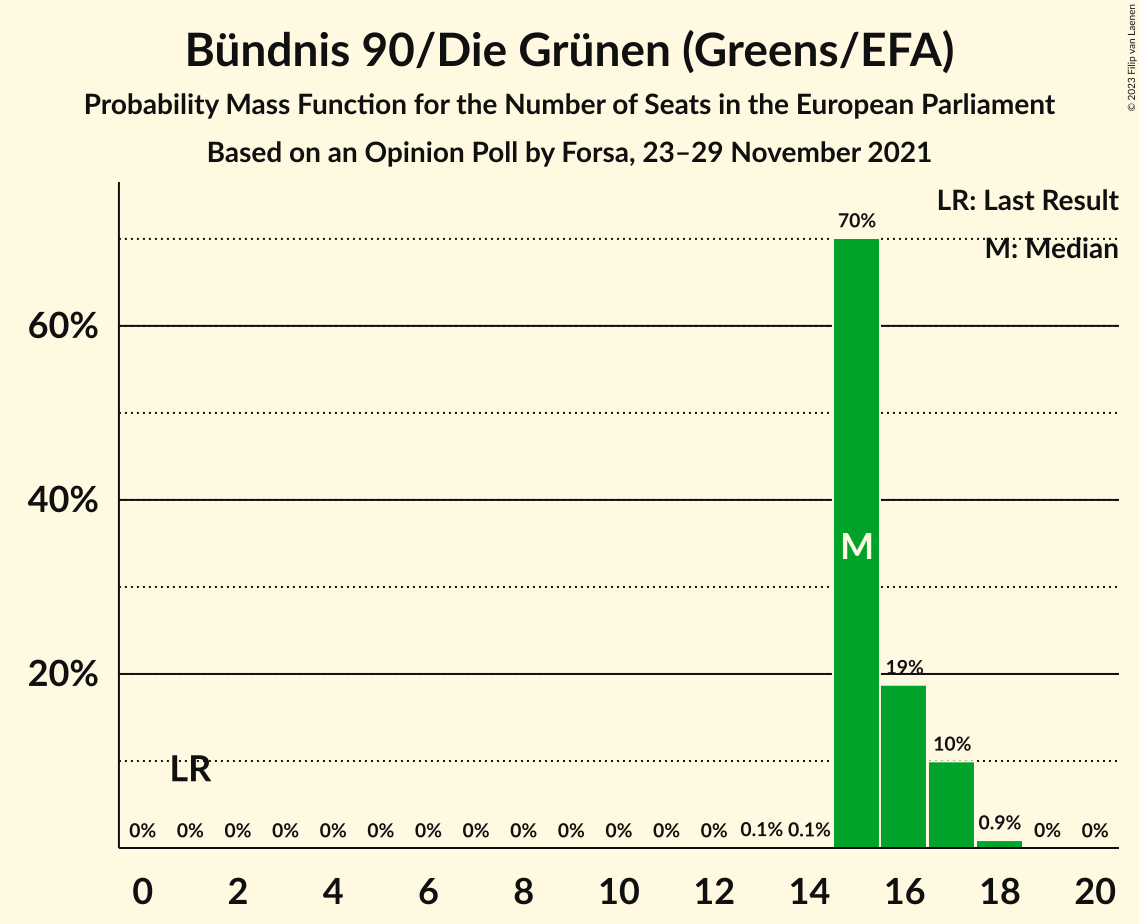 Bündnis 90/Die Grünen (Greens/EFA)
Probability Mass Function for the Number of Seats in the European Parliament
Based on an Opinion Poll by Forsa, 23–29 November 2021
© 2023 Filip van Laenen
LR: Last Result
M: Median
70%
60%
40%
M
20%
19%
10%
LR
0% 0% 0% 0% 0% 0% 0% 0% 0% 0% 0% 0% 0% 0.1% 0.1% 0.9% 0% 0%
0 2 4 6 8 10 12 14 16 18 20